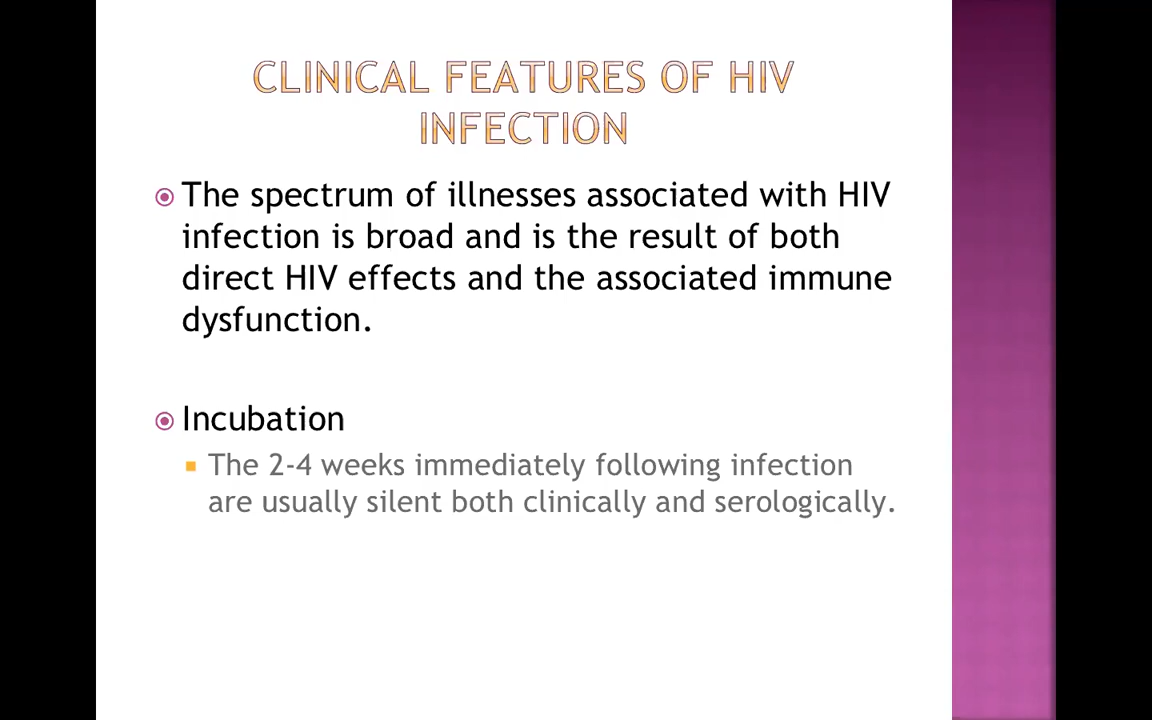 CLINICAL FEATURES OF HIV
INFECTION
The spectrum of illnesses associated with HIV
infection is broad and is the result of both
direct HIV effects and the associated immune
dysfunction.
Incubation
The 2-4 weeks immediately following infection
are usually silent both clinically and serologically.